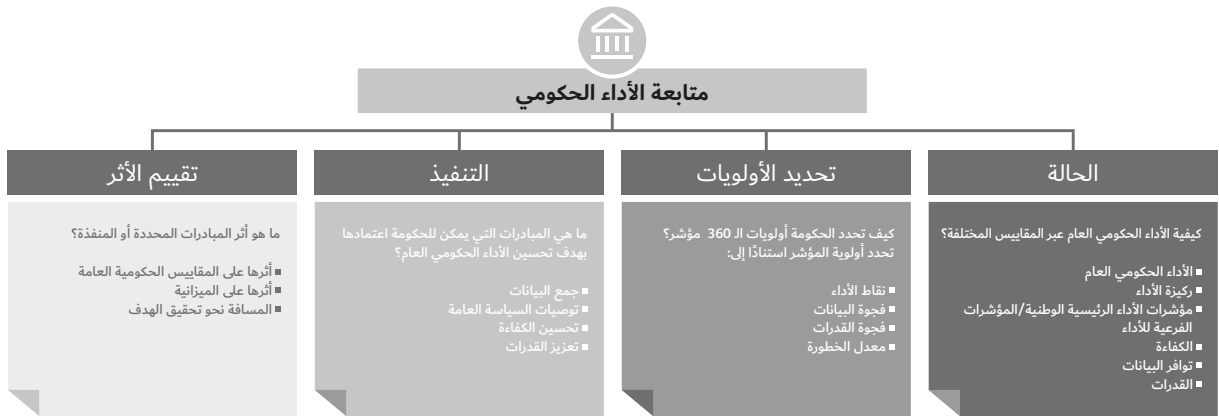 متابعة الأداء الحكومي
الحالة
كيفية الأداء الحكومي العام عبر المقاييس المختلفة؟
▪ الأداء الحكومي العام
▪ ركيزة الأداء
▪ مؤشرات الأداء الرئيسية الوطنية/المؤشرات
الفرعية للأداء
▪ الكفاءة
▪ توافر البيانات
▪ القدرات
تحديد الأولويات
كيف تحدد الحكومة أولويات الـ 360 مؤشر؟
تحدد أولوية المؤشر استنادًا إلى:
▪ نقاط الأداء
▪ فجوة البيانات
▪ فجوة القدرات
▪ معدل الخطورة
التنفيذ
ما هي المبادرات التي يمكن للحكومة اعتمادها
بهدف تحسين الأداء الحكومي العام؟
▪ جمع البيانات
▪ توصيات السياسة العامة
▪ تحسين الكفاءة
▪ تعزيز القدرات
تقييم الأثر
ما هو أثر المبادرات المحددة أو المنفذة؟
▪ أثرها على المقاييس الحكومية العامة
▪ أثرها على الميزانية
▪ المسافة نحو تحقيق الهدف